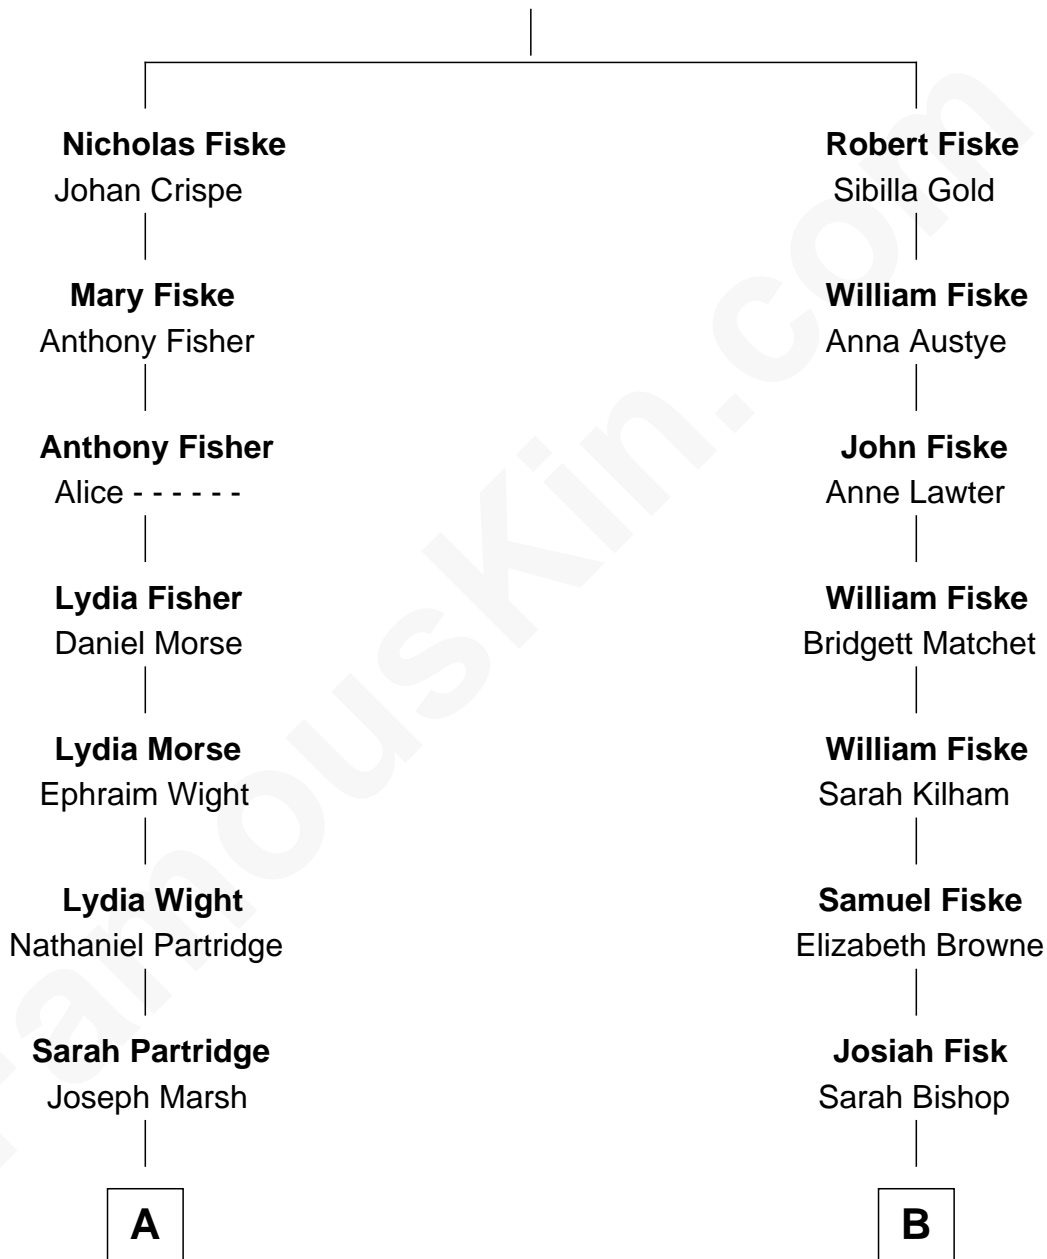 Nicholas Fiske
Johan Crispe
Mary Fiske
Anthony Fisher
Anthony Fisher
Alice - - - - - -
Lydia Fisher
Daniel Morse
Lydia Morse
Ephraim Wight
Lydia Wight
Nathaniel Partridge
Sarah Partridge
Joseph Marsh
A
Robert Fiske
Sibilla Gold
William Fiske
Anna Austye
John Fiske
Anne Lawter
William Fiske
Bridgett Matchet
William Fiske
Sarah Kilham
Samuel Fiske
Elizabeth Browne
Josiah Fisk
Sarah Bishop
B
FamousKin.com